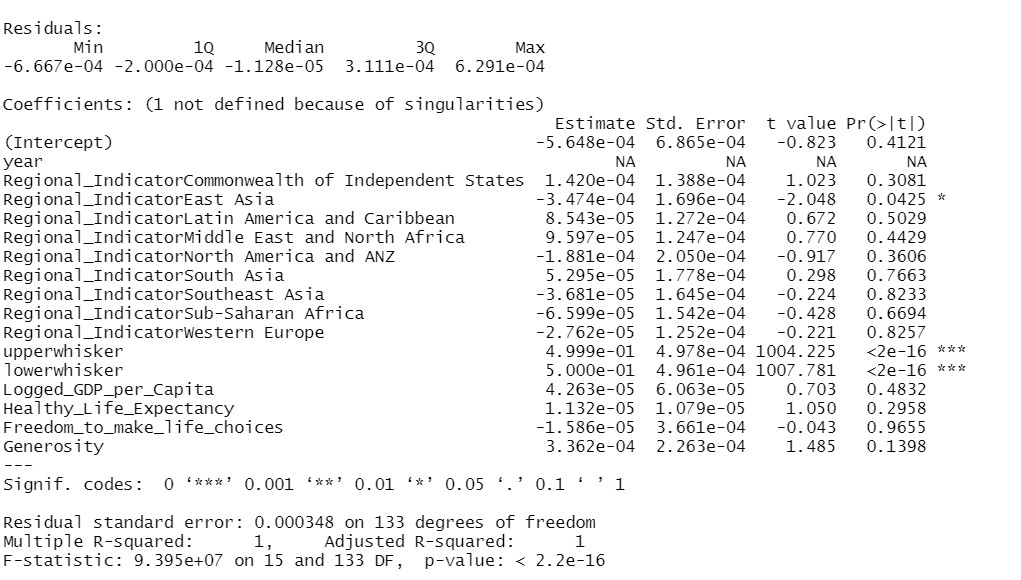 Residuals:
       Min         1Q     Median         3Q        Max
-6.667e-04 -2.000e-04 -1.128e-05  3.111e-04  6.291e-04

Coefficients: (1 not defined because of singularities)
                                                       Estimate Std. Error  t value Pr(>|t|)
(Intercept)                                          -5.648e-04  6.865e-04   -0.823   0.4121
year                                                         NA         NA       NA       NA
Regional_IndicatorCommonwealth of Independent States  1.420e-04  1.388e-04    1.023   0.3081
Regional_IndicatorEast Asia                          -3.474e-04  1.696e-04   -2.048   0.0425 *
Regional_IndicatorLatin America and Caribbean         8.543e-05  1.272e-04    0.672   0.5029
Regional_IndicatorMiddle East and North Africa        9.597e-05  1.247e-04    0.770   0.4429
Regional_IndicatorNorth America and ANZ              -1.881e-04  2.050e-04   -0.917   0.3606
Regional_IndicatorSouth Asia                          5.295e-05  1.778e-04    0.298   0.7663
Regional_IndicatorSoutheast Asia                     -3.681e-05  1.645e-04   -0.224   0.8233
Regional_IndicatorSub-Saharan Africa                 -6.599e-05  1.542e-04   -0.428   0.6694
Regional_IndicatorWestern Europe                     -2.762e-05  1.252e-04   -0.221   0.8257
upperwhisker                                          4.999e-01  4.978e-04 1004.225   <2e-16 ***
lowerwhisker                                          5.000e-01  4.961e-04 1007.781   <2e-16 ***
Logged_GDP_per_Capita                                 4.263e-05  6.063e-05    0.703   0.4832
Healthy_Life_Expectancy                               1.132e-05  1.079e-05    1.050   0.2958
Freedom_to_make_life_choices                         -1.586e-05  3.661e-04   -0.043   0.9655
Generosity                                            3.362e-04  2.263e-04    1.485   0.1398
---
Signif. codes:  0 ‘***’ 0.001 ‘**’ 0.01 ‘*’ 0.05 ‘.’ 0.1 ‘ ’ 1

Residual standard error: 0.000348 on 133 degrees of freedom
Multiple R-squared:      1,	Adjusted R-squared:      1
F-statistic: 9.395e+07 on 15 and 133 DF,  p-value: < 2.2e-16